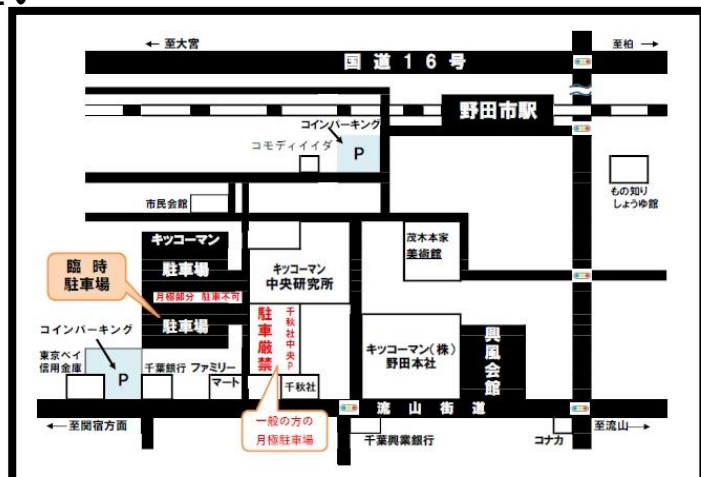 ← 至大宮
至柏 →
国道16号
野田市駅
コインパーキング
コモディイイダ
P
もの知り
しょうゆ館
市民会館
キッコーマン
駐車場
月極部分 駐車不可
駐車場
臨時
駐車場
キッコーマン
中央研究所
茂木本家
美術館
駐車厳禁
千秋社中央P
キッコーマン(株)
野田本社
興風会館
コインパーキング
東京ベイ
信用金庫
P
千葉銀行
ファミリー
マート
千秋社
流山街道
←至関宿方面
一般の方の
月極駐車場
千葉興業銀行
コナカ
至流山→